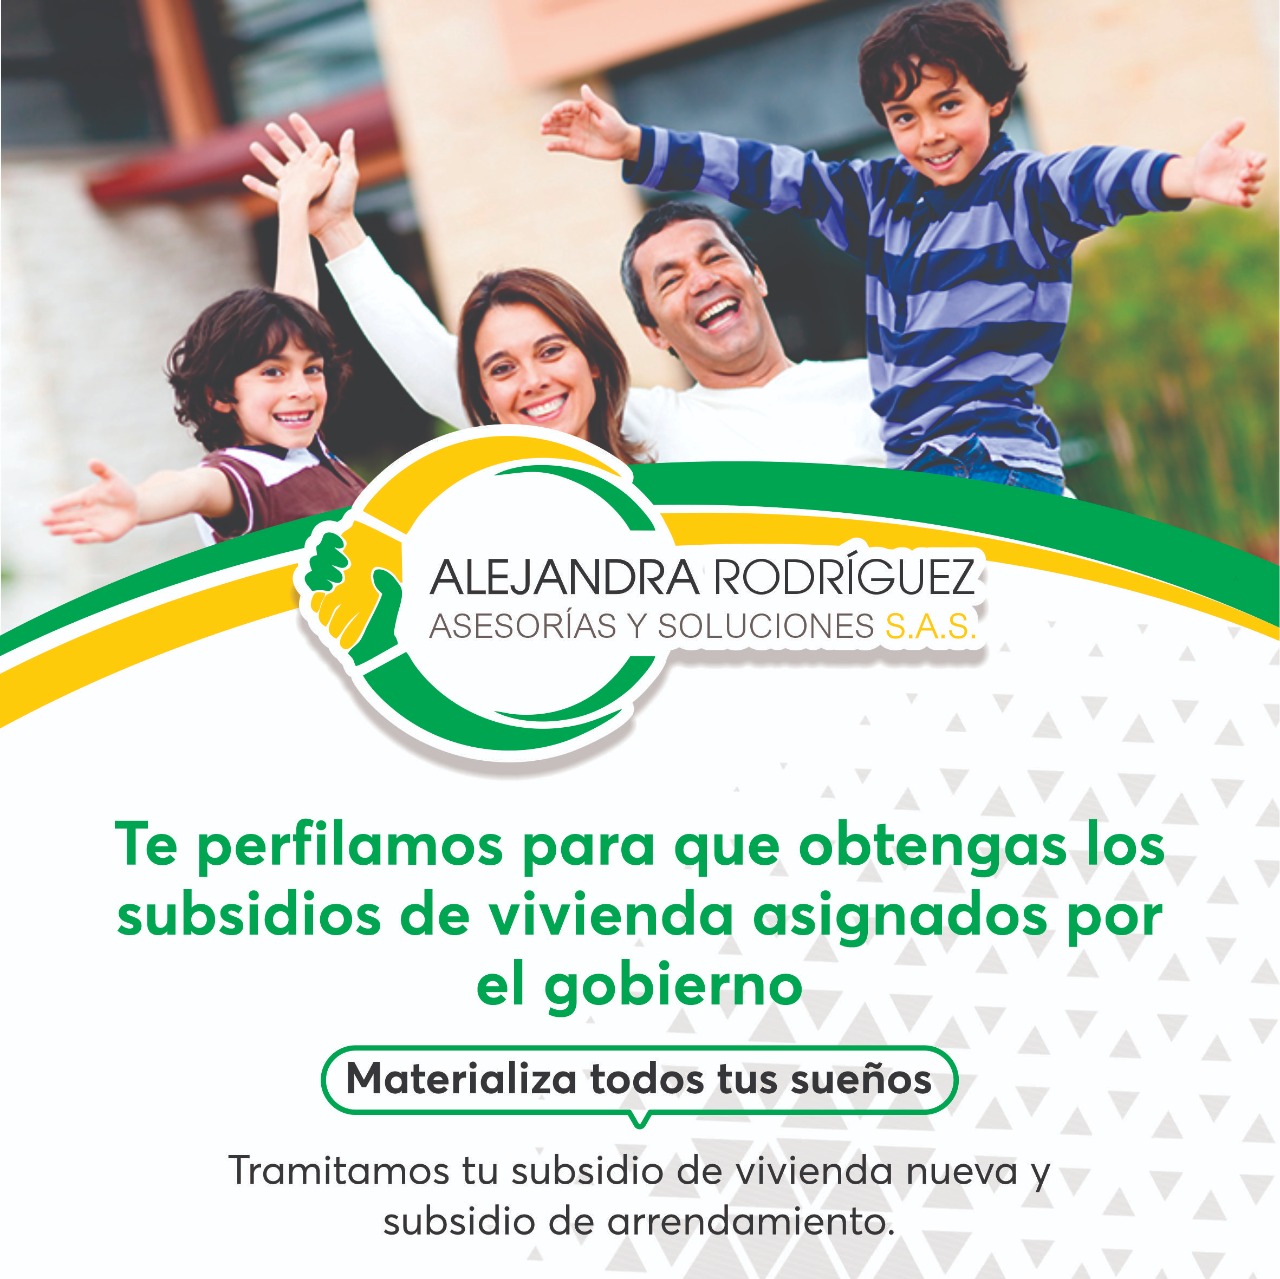 ALEJANDRA RODRÍGUEZ
ASESORÍAS Y SOLUCIONES S.A.S.
Te perfilamos para que obtengas los
subsidios de vivienda asignados por
el gobierno
Materializa todos tus sueños
Tramitamos tu subsidio de vivienda nueva y
subsidio de arrendamiento.